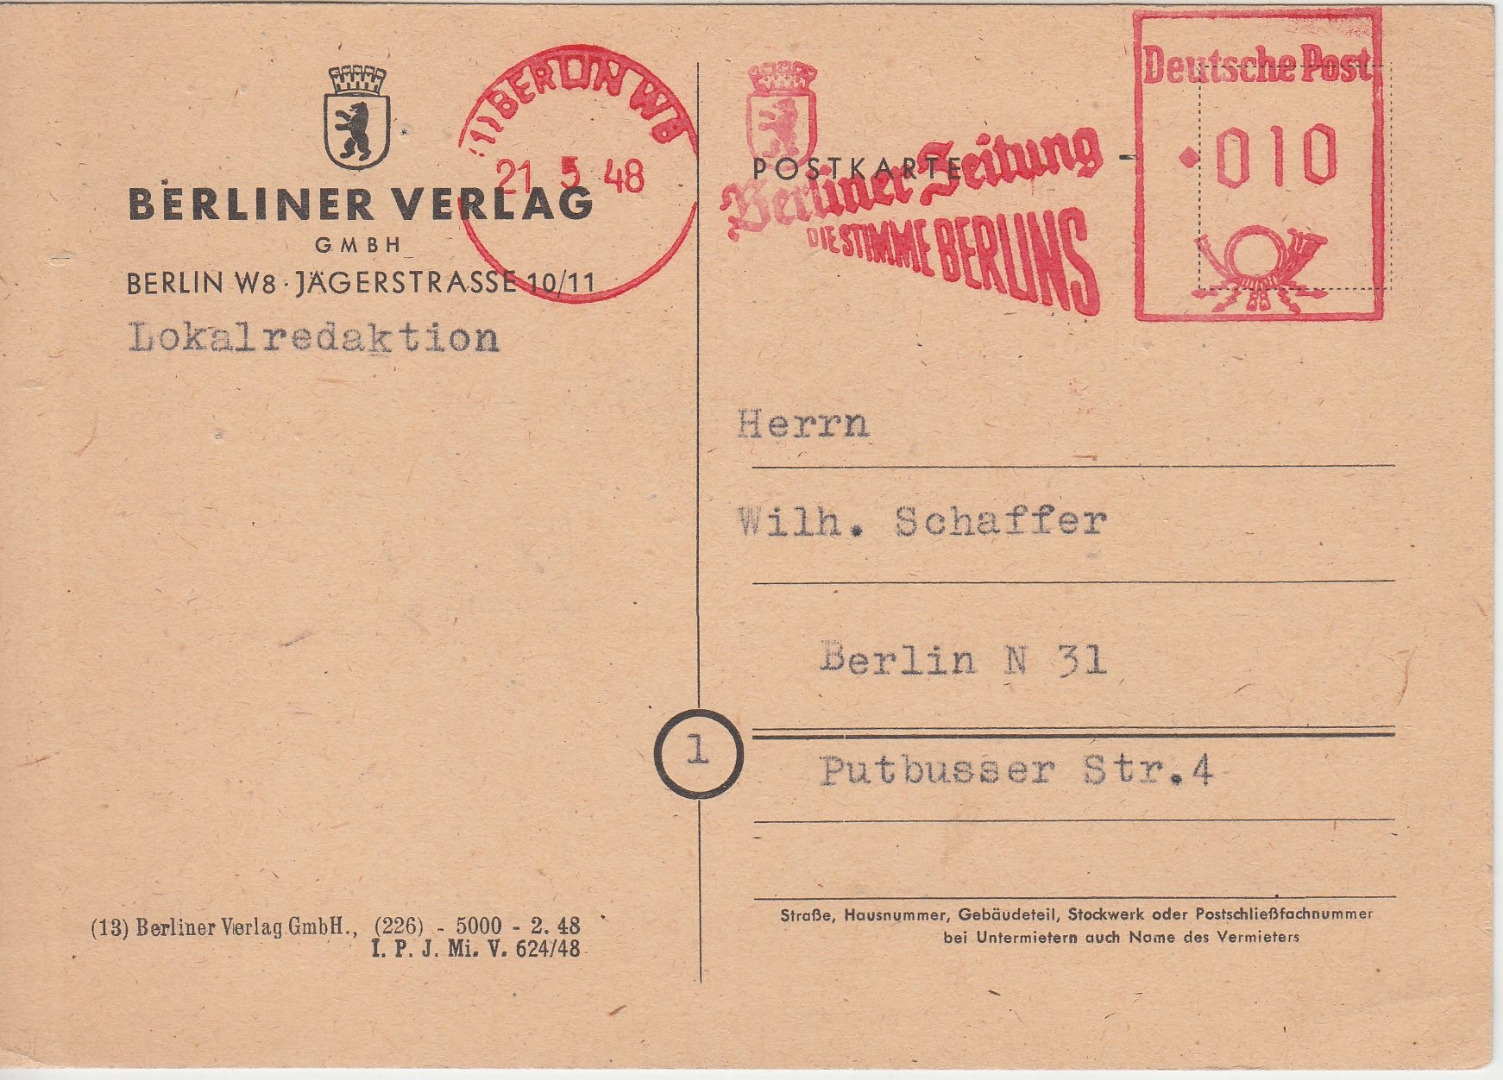 BERLINER VERLAG
GMBH
BERLIN W8 · JÄGERSTRASSE 10/11
Lokalredaktion
(1) BERLIN W8
21 5 48
Berliner Zeitung
DIE STIMME BERLINS
Deutsche Post
010
POSTKARTE
Herrn
Wilh. Schaffer
Berlin N 31
1
Putbusser Str.4
Straße, Hausnummer, Gebäudeteil, Stockwerk oder Postschließfachnummer
bei Untermietern auch Name des Vermieters
(13) Berliner Verlag GmbH., (226) - 5000 - 2. 48
I. P. J. Mi. V. 624/48